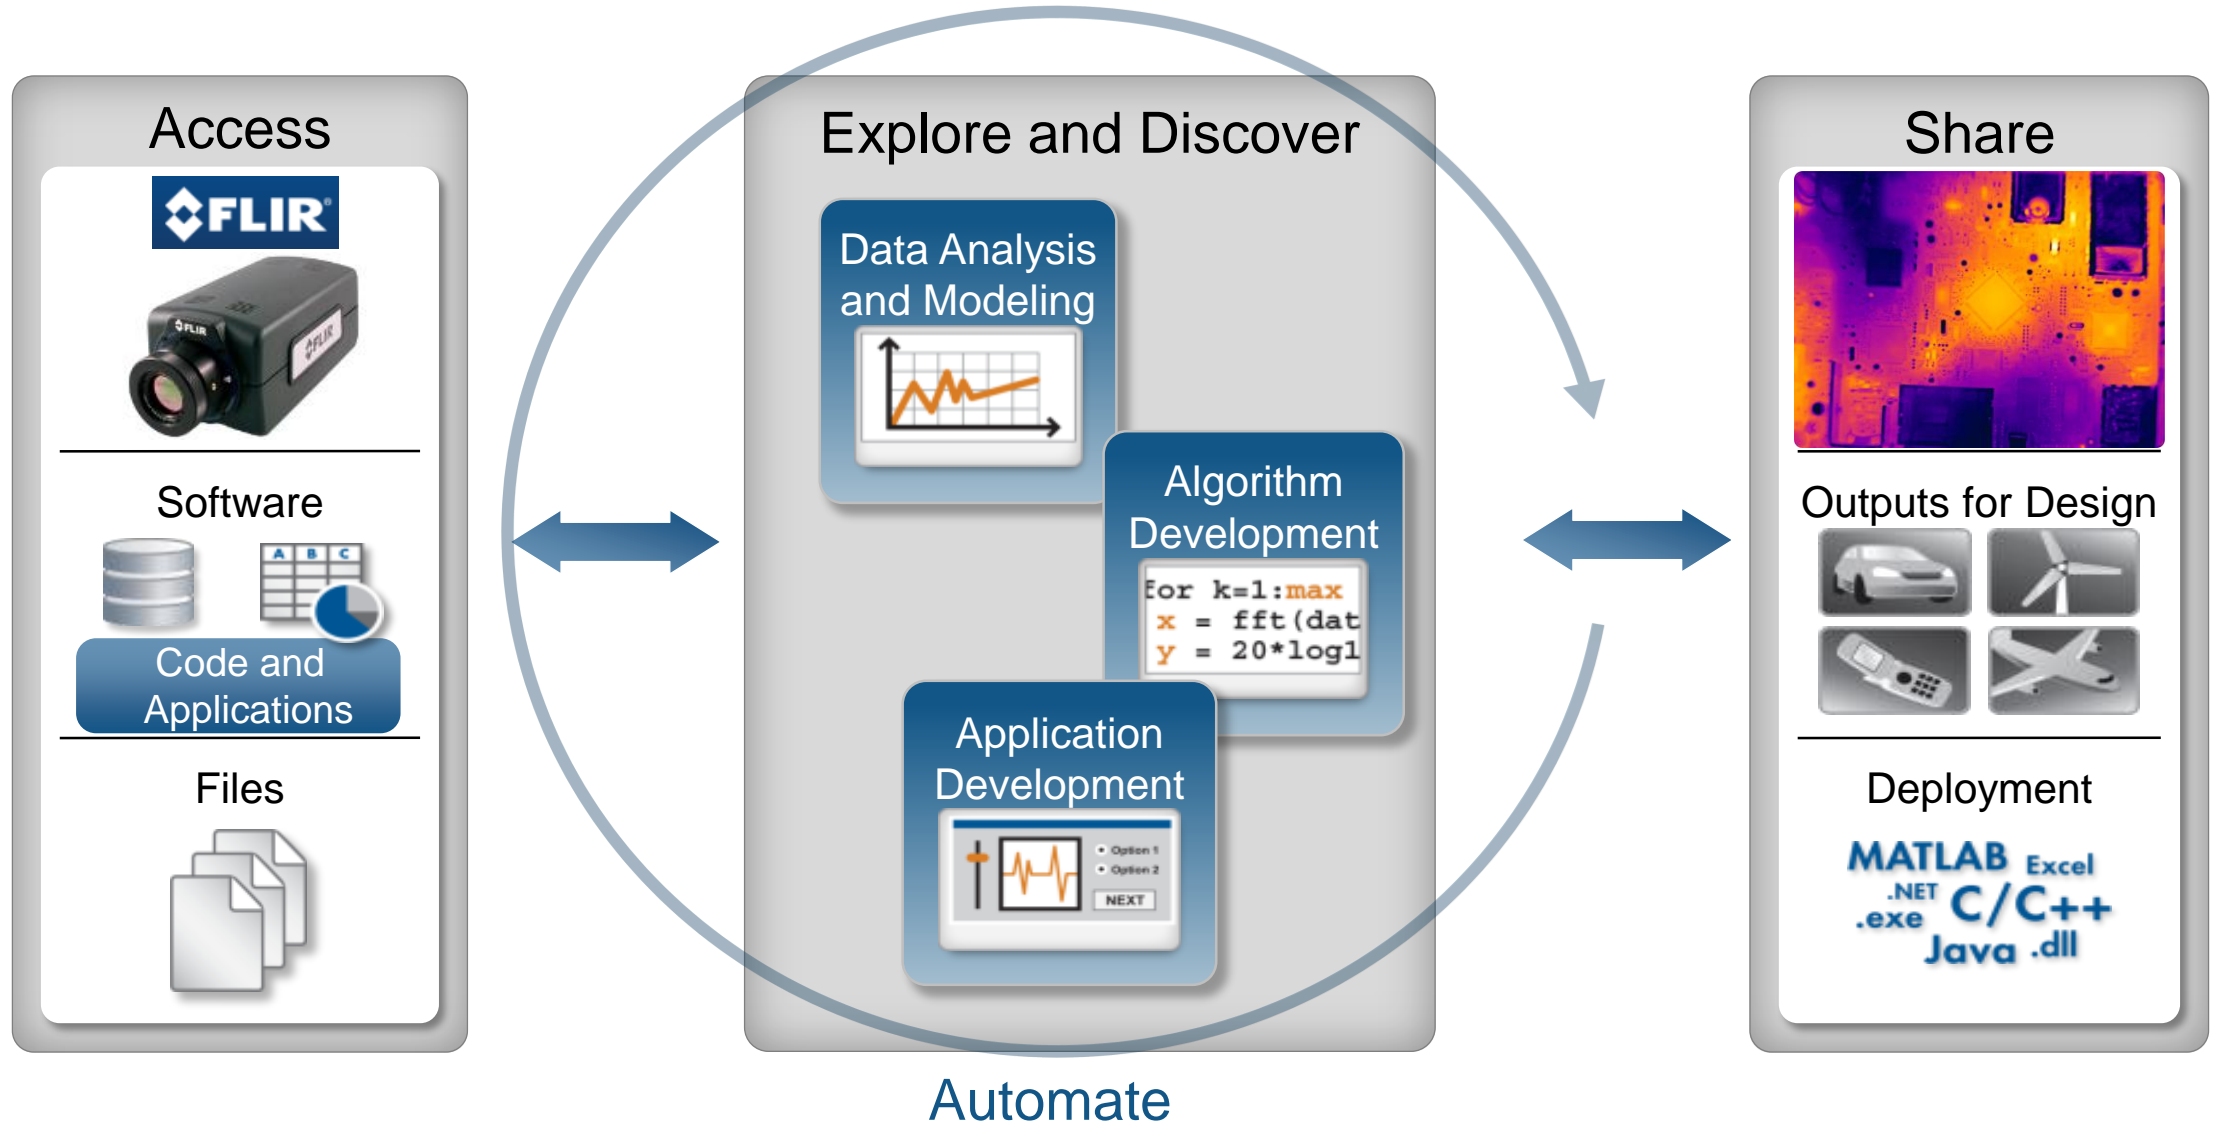 Access
FLIR
FLIR
FLIR
Software
A B C
Code and
Applications
Files
Explore and Discover
Data Analysis
and Modeling
Algorithm
Development
for k=1:max
x = fft(dat
y = 20*log1
Application
Development
Option 1
Option 2
NEXT
Automate
Share
Outputs for Design
Deployment
MATLAB Excel
.NET C/C++
.exe
Java .dll